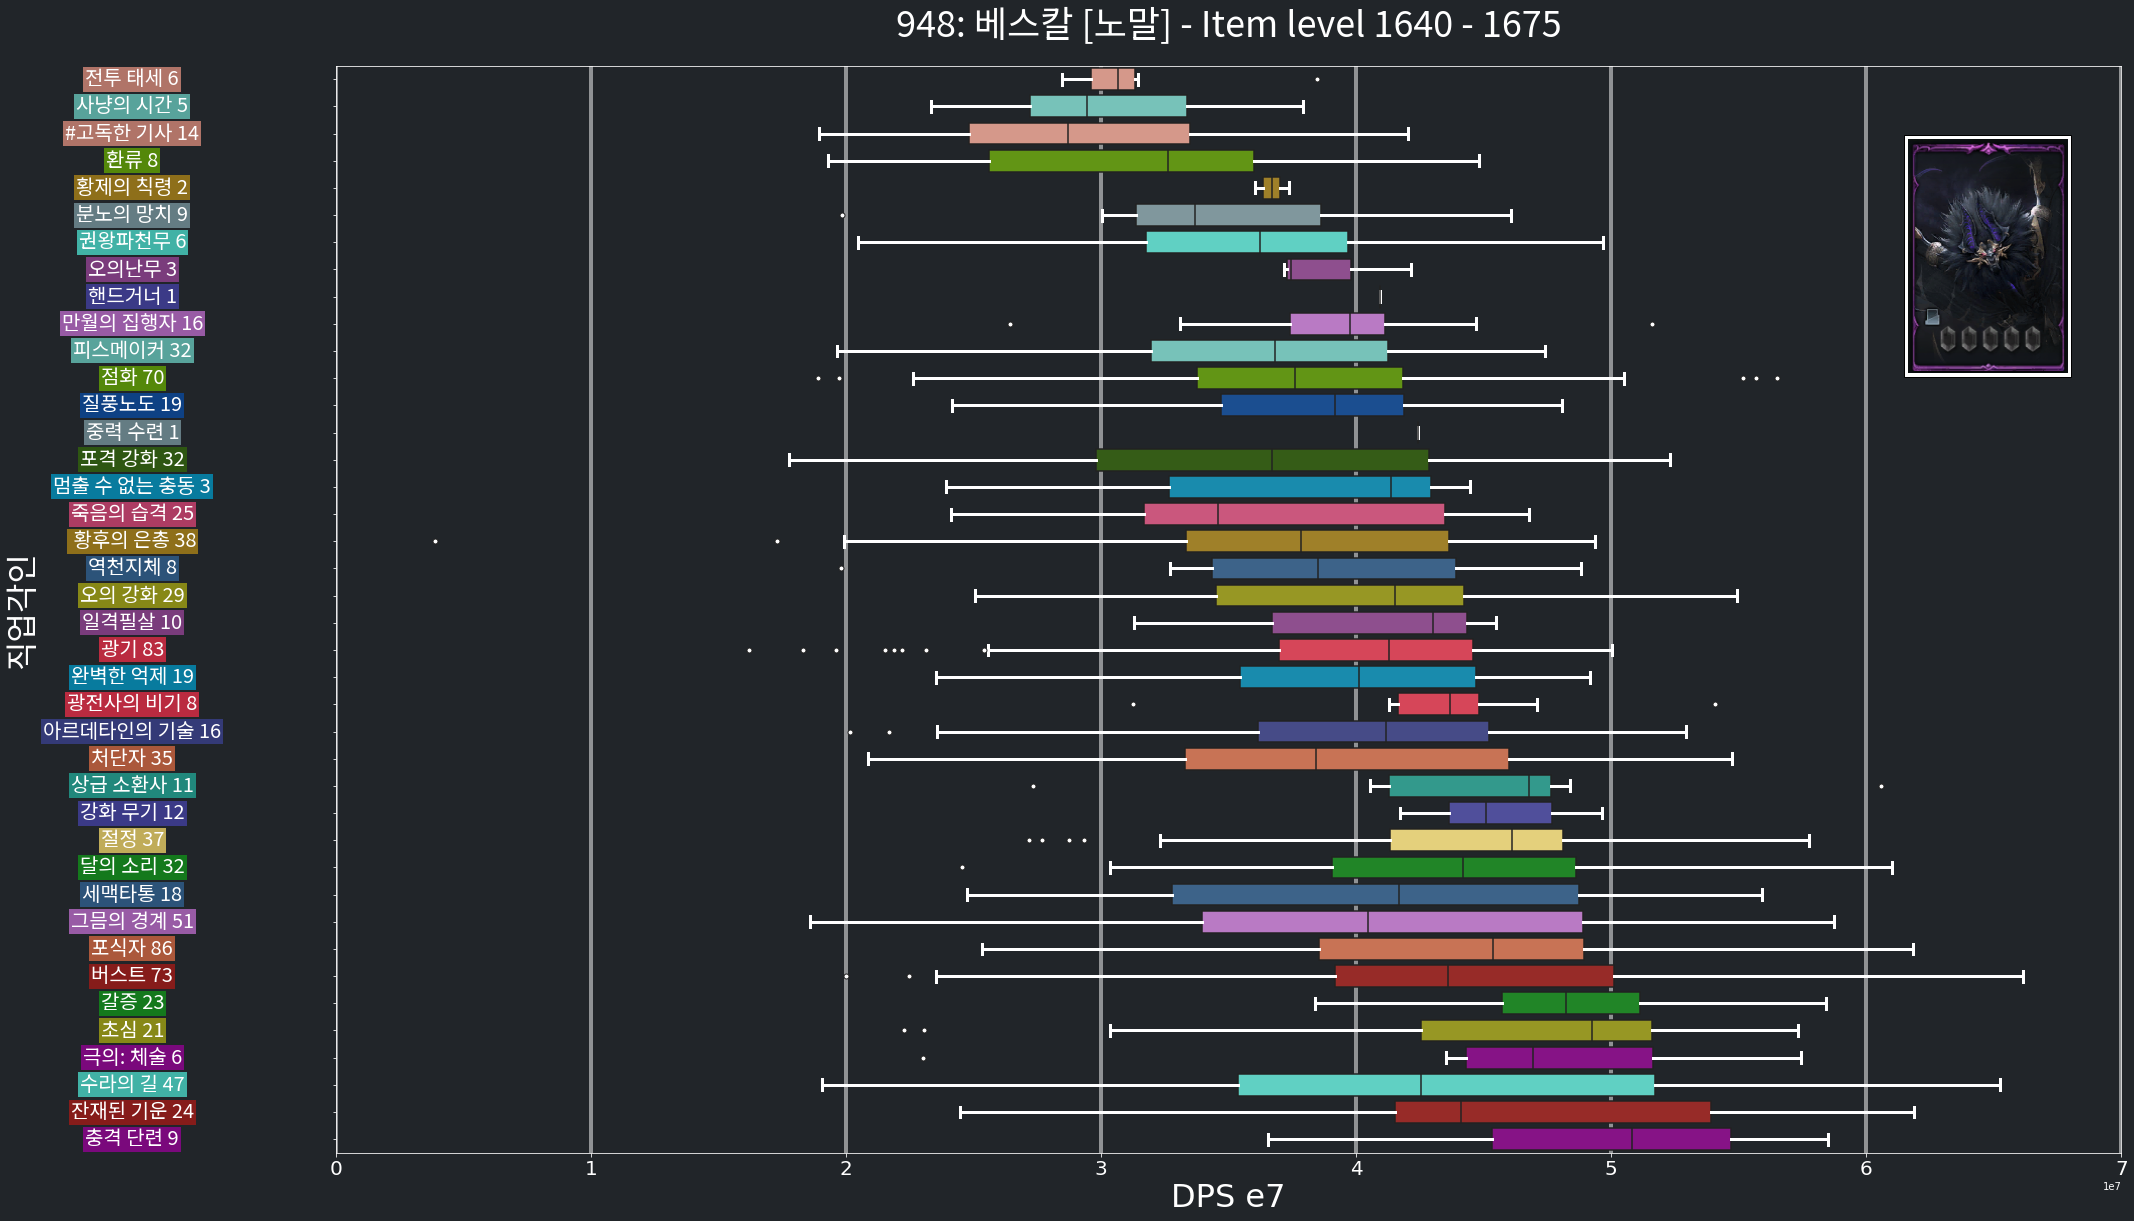 948: 베스칼 [노말] - Item level 1640 - 1675
직업각인
전투 태세 6
사냥의 시간 5
#고독한 기사 14
환류 8
황제의 칙령 2
분노의 망치 9
권왕파천무 6
오의난무 3
핸드거너 1
만월의 집행자 16
피스메이커 32
점화 70
질풍노도 19
중력 수련 1
포격 강화 32
멈출 수 없는 충동 3
죽음의 습격 25
황후의 은총 38
역천지체 8
오의 강화 29
일격필살 10
광기 83
완벽한 억제 19
광전사의 비기 8
아르데타인의 기술 16
처단자 35
상급 소환사 11
강화 무기 12
절정 37
달의 소리 32
세맥타통 18
그믐의 경계 51
포식자 86
버스트 73
갈증 23
초심 21
극의: 체술 6
수라의 길 47
잔재된 기운 24
충격 단련 9
0 1 2 3 4 5 6 7
1e7
DPS e7